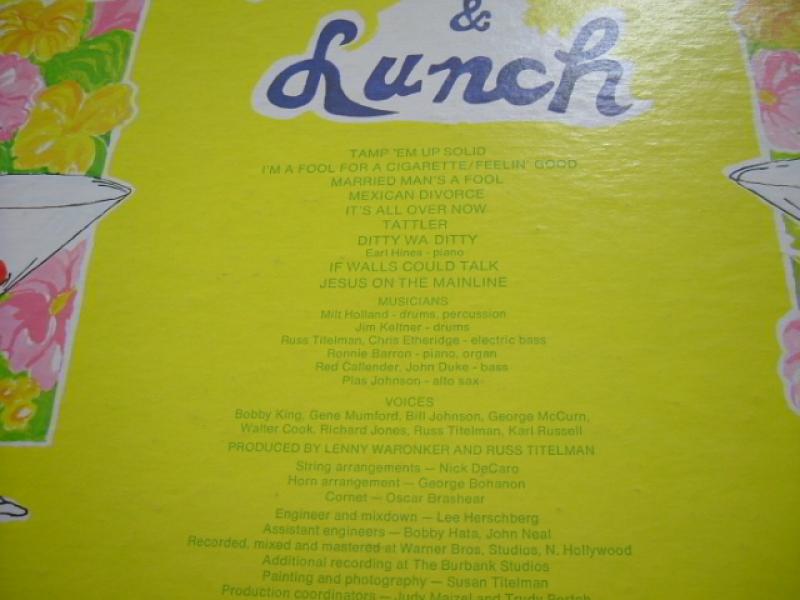 &
Lunch
TAMP 'EM UP SOLID
I'M A FOOL FOR A CIGARETTE/FEELIN' GOOD
MARRIED MAN'S A FOOL
MEXICAN DIVORCE
IT'S ALL OVER NOW
TATTLER
DITTY WA DITTY
Earl Hines - piano
IF WALLS COULD TALK
JESUS ON THE MAINLINE
MUSICIANS
Milt Holland - drums, percussion
Jim Keltner - drums
Russ Titelman, Chris Etheridge - electric bass
Ronnie Barron - piano, organ
Red Callender, John Duke - bass
Plas Johnson - alto sax
VOICES
Bobby King, Gene Mumford, Bill Johnson, George McCurn,
Walter Cook, Richard Jones, Russ Titelman, Karl Russell
PRODUCED BY LENNY WARONKER AND RUSS TITELMAN
String arrangements — Nick DeCaro
Horn arrangement — George Bohanon
Cornet — Oscar Brashear
Engineer and mixdown — Lee Herschberg
Assistant engineers — Bobby Hata, John Neal
Recorded, mixed and mastered at Warner Bros. Studios, N. Hollywood
Additional recording at The Burbank Studios
Painting and photography — Susan Titelman
Production coordinators — Judy Maizel and Trudy